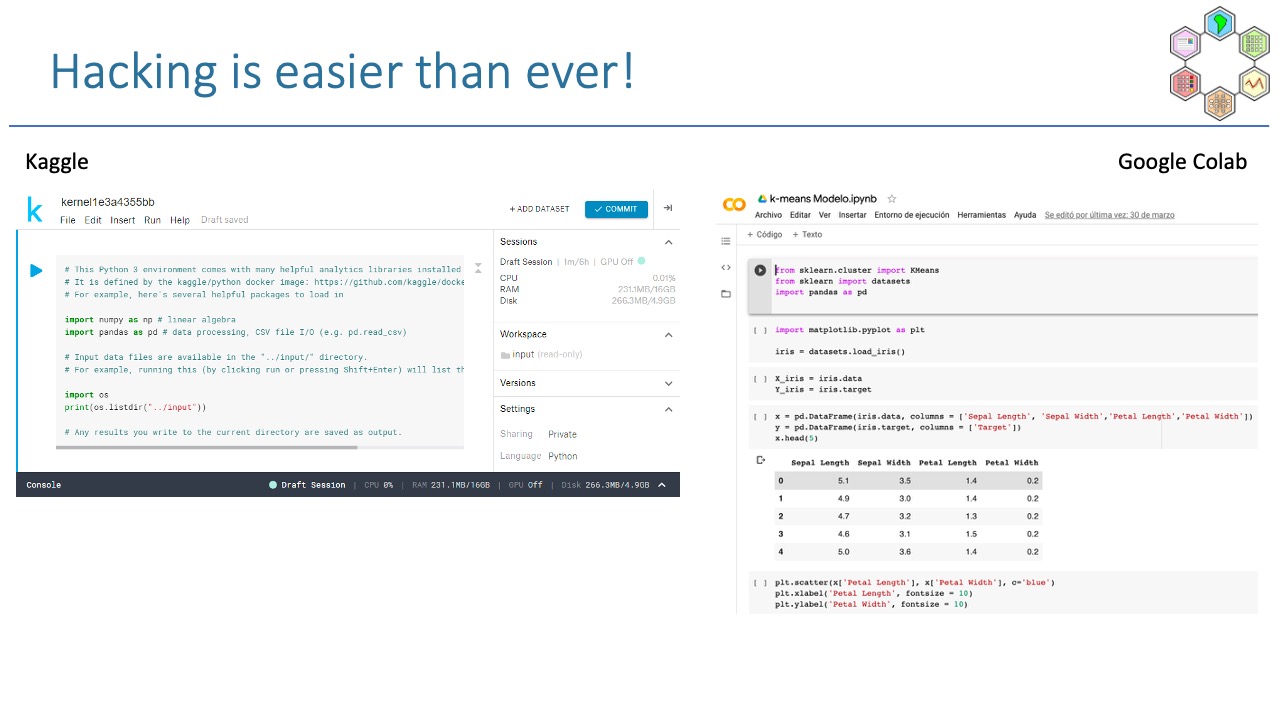 Hacking is easier than ever!
Kaggle
Google Colab
kernel1e3a4355bb
File Edit Insert Run Help Draft saved
+ ADD DATASET
COMMIT
# This Python 3 environment comes with many helpful analytics libraries installed
# It is defined by the kaggle/python docker image: https://github.com/kaggle/docke
# For example, here's several helpful packages to load in
import numpy as np # linear algebra
import pandas as pd # data processing, CSV file I/O (e.g. pd.read_csv)
# Input data files are available in the "../input/" directory.
# For example, running this (by clicking run or pressing Shift+Enter) will list th
import os
print(os.listdir("../input"))
# Any results you write to the current directory are saved as output.
Sessions
Draft Session | 1m/6h | GPU Off
CPU 0.01%
RAM 231.1MB/16GB
Disk 266.3MB/4.9GB
Workspace
input (read-only)
Versions
Settings
Sharing Private
Language Python
Console Draft Session | CPU 0% | RAM 231.1MB/16GB | GPU Off | Disk 266.3MB/4.9GB
k-means Modelo.ipynb
Archivo Editar Ver Insertar Entorno de ejecución Herramientas Ayuda Se editó por última vez: 30 de marzo
+ Código + Texto
from sklearn.cluster import KMeans
from sklearn import datasets
import pandas as pd
[ ] import matplotlib.pyplot as plt
iris = datasets.load_iris()
[ ] X_iris = iris.data
Y_iris = iris.target
[ ] x = pd.DataFrame(iris.data, columns = ['Sepal Length', 'Sepal Width','Petal Length','Petal Width'])
y = pd.DataFrame(iris.target, columns = ['Target'])
x.head(5)
Sepal Length Sepal Width Petal Length Petal Width
0 5.1 3.5 1.4 0.2
1 4.9 3.0 1.4 0.2
2 4.7 3.2 1.3 0.2
3 4.6 3.1 1.5 0.2
4 5.0 3.6 1.4 0.2
[ ] plt.scatter(x['Petal Length'], x['Petal Width'], c='blue')
plt.xlabel('Petal Length', fontsize = 10)
plt.ylabel('Petal Width', fontsize = 10)